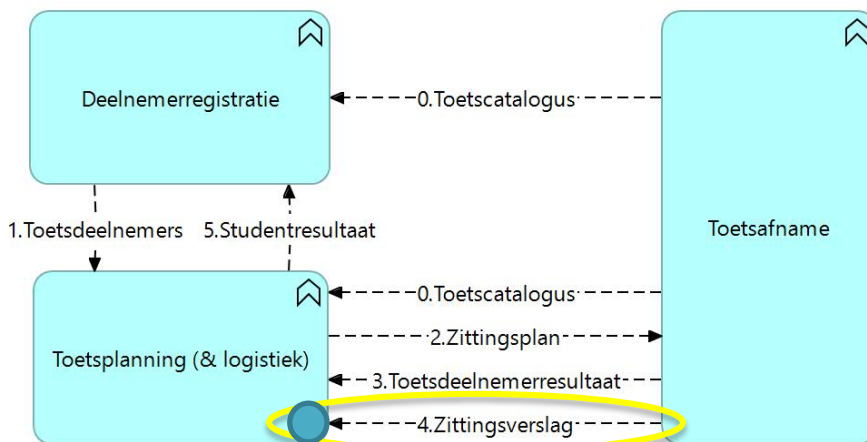 Deelnemerregistratie
0.Toetscatalogus
Toetsafname
1.Toetsdeelnemers
5.Studentresultaat
0.Toetscatalogus
2.Zittingsplan
Toetsplanning (& logistiek)
3.Toetsdeelnemerresultaat
4.Zittingsverslag